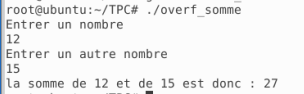 root@ubuntu:~/TPC# ./overf_somme
Entrer un nombre
12
Entrer un autre nombre
15
la somme de 12 et de 15 est donc : 27